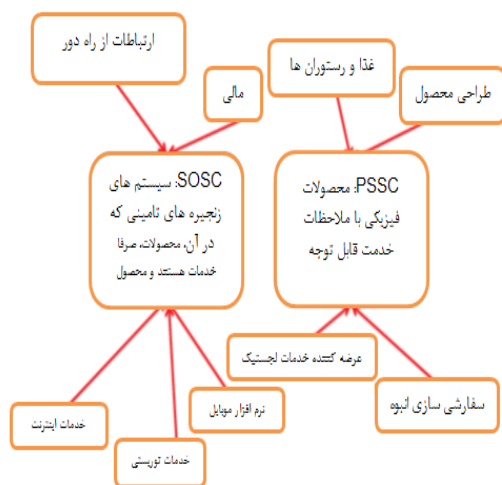 ارتباطات از راه دور
غذا و رستوران ها
مالی
طراحی محصول
SOSC: سیستم های
زنجیره های تامینی که
در آن، محصولات، صرفا
خدمات هستند و محصول
PSSC: محصولات
فیزیکی با ملاحظات
خدمت قابل توجه
عرضه کننده خدمات لجستیک
نرم افزار موبایل
سفارشی سازی انبوه
خدمات اینترنت
خدمات توریستی